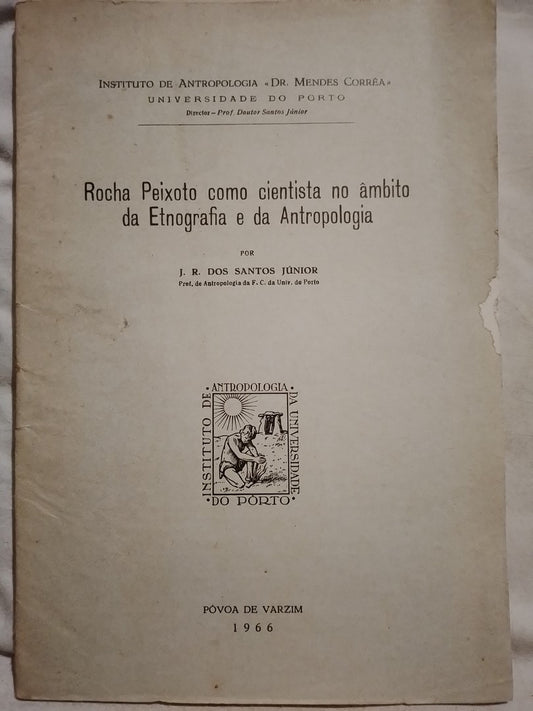 INSTITUTO DE ANTROPOLOGIA «DR. MENDES CORRÊA»
UNIVERSIDADE DO PORTO
Director — Prof. Doutor Santos Júnior
Rocha Peixoto como cientista no âmbito
da Etnografia e da Antropologia
POR
J. R. DOS SANTOS JÚNIOR
Prof. de Antropologia da F. C. da Univ. do Porto
INSTITUTO DE
• ANTROPOLOGIA •
DA UNIVERSIDADE
• DO PÔRTO •
PÓVOA DE VARZIM
1966